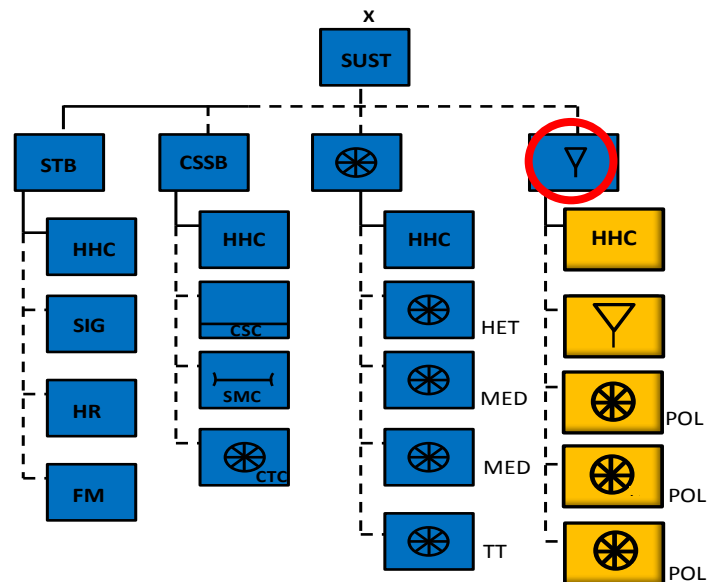 X
SUST
STB
CSSB
HHC
HHC
HHC
HHC
SIG
CSC
HET
HR
SMC
MED
POL
FM
CTC
MED
POL
TT
POL